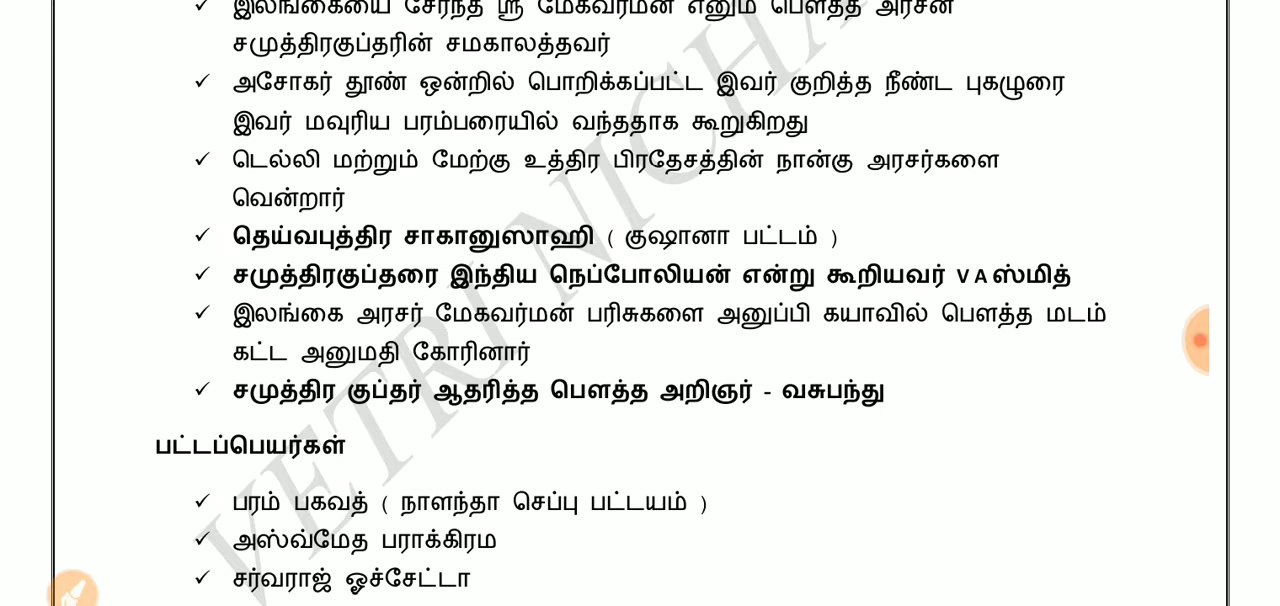 இலங்கையை சேர்ந்த ஸ்ரீ மேகவர்மன் எனும் பௌத்த அரசன்
சமுத்திரகுப்தரின் சமகாலத்தவர்
✓ அசோகர் தூண் ஒன்றில் பொறிக்கப்பட்ட இவர் குறித்த நீண்ட புகழுரை
இவர் மவுரிய பரம்பரையில் வந்ததாக கூறுகிறது
✓ டெல்லி மற்றும் மேற்கு உத்திர பிரதேசத்தின் நான்கு அரசர்களை
வென்றார்
✓ தெய்வபுத்திர சாகானுஸாஹி ( குஷானா பட்டம் )
✓ சமுத்திரகுப்தரை இந்திய நெப்போலியன் என்று கூறியவர் V A ஸ்மித்
✓ இலங்கை அரசர் மேகவர்மன் பரிசுகளை அனுப்பி கயாவில் பௌத்த மடம்
கட்ட அனுமதி கோரினார்
✓ சமுத்திர குப்தர் ஆதரித்த பௌத்த அறிஞர் - வசுபந்து
பட்டப்பெயர்கள்
✓ பரம் பகவத் ( நாளந்தா செப்பு பட்டயம் )
✓ அஸ்வ்மேத பராக்கிரம
✓ சர்வராஜ் ஓச்சேட்டா
VETRI NICHA